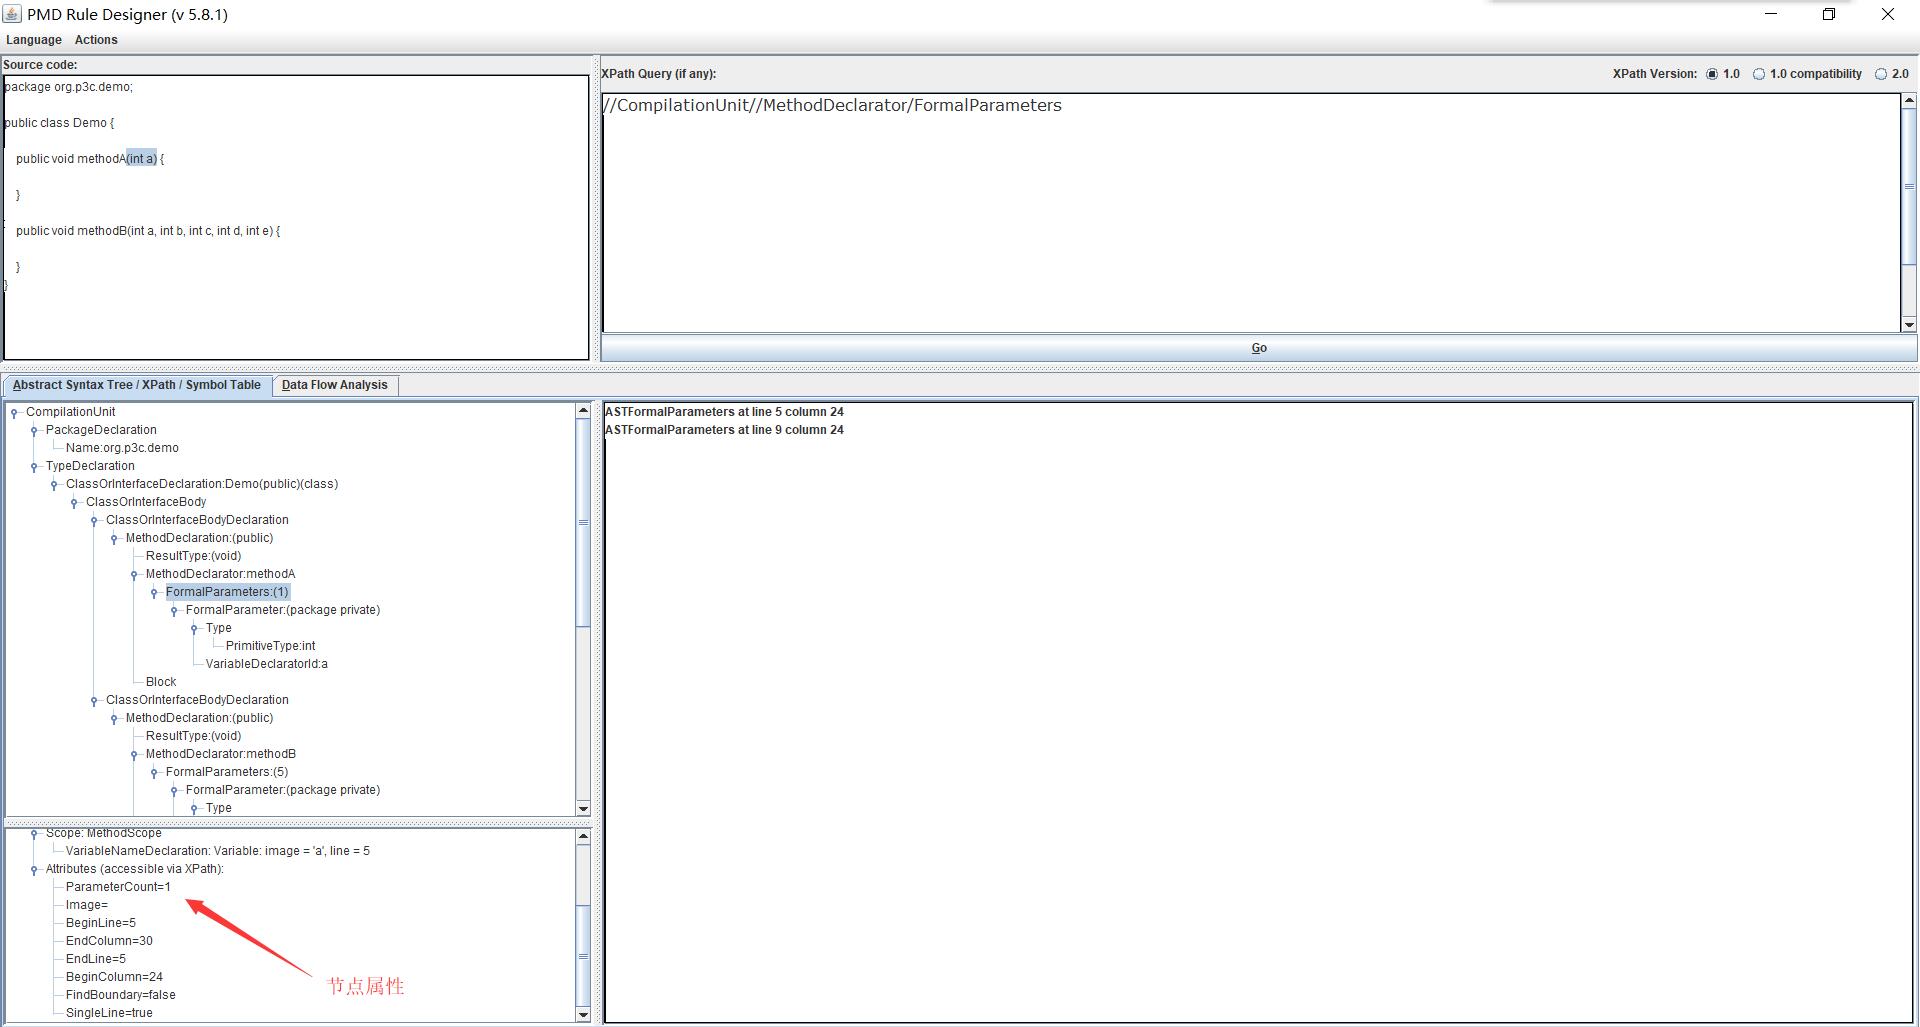 PMD Rule Designer (v 5.8.1)
Language Actions
Source code:
package org.p3c.demo;
public class Demo {
public void methodA(int a) {
}
public void methodB(int a, int b, int c, int d, int e) {
}
}
XPath Query (if any):
XPath Version: 1.0 1.0 compatibility 2.0
//CompilationUnit//MethodDeclarator/FormalParameters
Go
Abstract Syntax Tree / XPath / Symbol Table
Data Flow Analysis
CompilationUnit
PackageDeclaration
Name:org.p3c.demo
TypeDeclaration
ClassOrInterfaceDeclaration:Demo(public)(class)
ClassOrInterfaceBody
ClassOrInterfaceBodyDeclaration
MethodDeclaration:(public)
ResultType:(void)
MethodDeclarator:methodA
FormalParameters:(1)
FormalParameter:(package private)
Type
PrimitiveType:int
VariableDeclaratorId:a
Block
ClassOrInterfaceBodyDeclaration
MethodDeclaration:(public)
ResultType:(void)
MethodDeclarator:methodB
FormalParameters:(5)
FormalParameter:(package private)
Type
Scope: MethodScope
VariableNameDeclaration: Variable: image = 'a', line = 5
Attributes (accessible via XPath):
ParameterCount=1
Image=
BeginLine=5
EndColumn=30
EndLine=5
BeginColumn=24
FindBoundary=false
SingleLine=true
节点属性
ASTFormalParameters at line 5 column 24
ASTFormalParameters at line 9 column 24